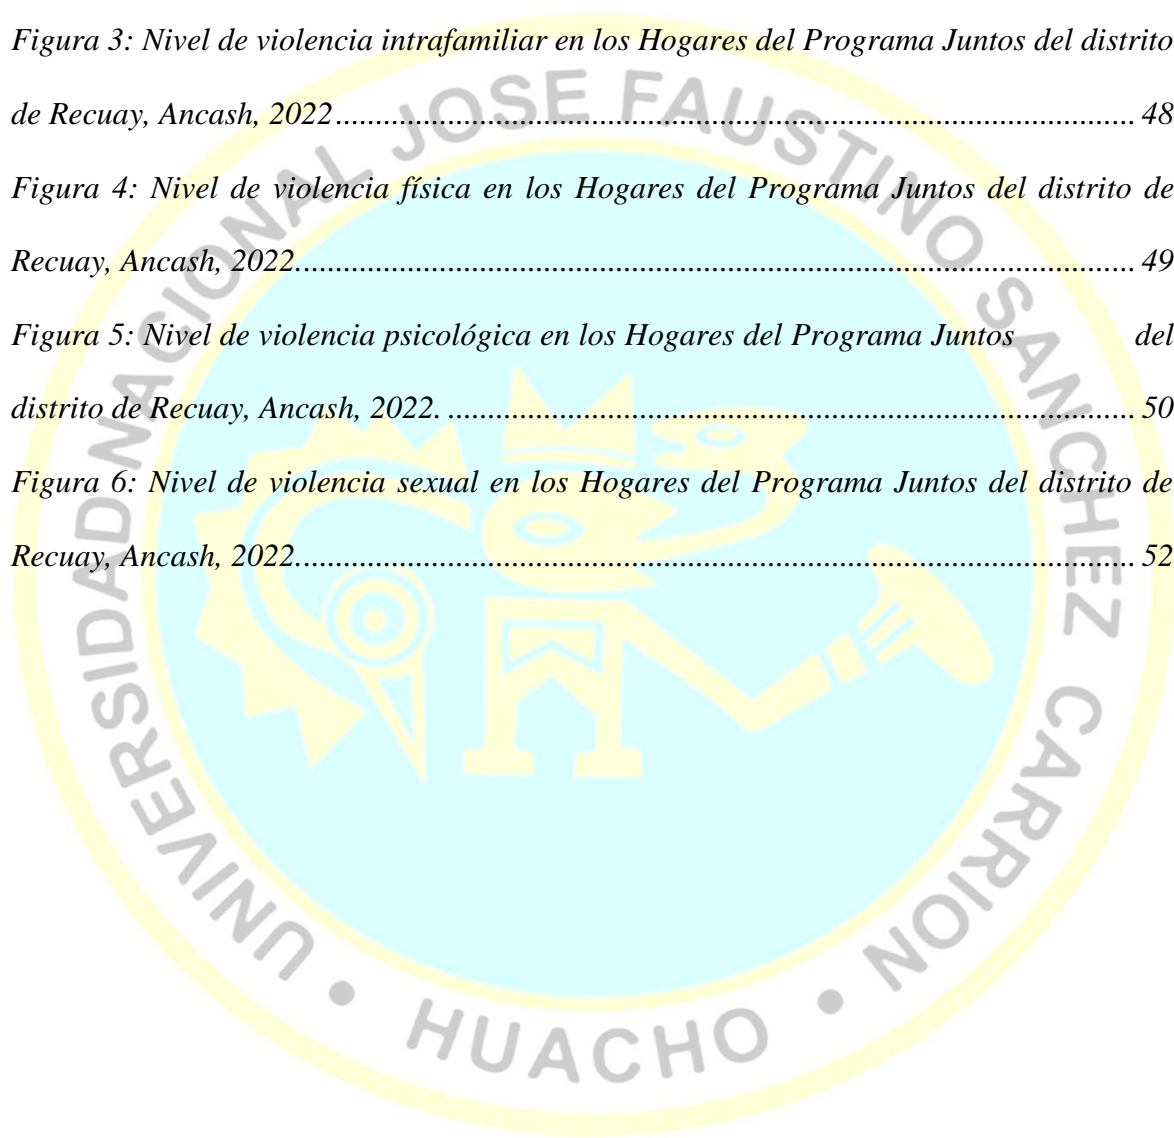 Figura 3: Nivel de violencia intrafamiliar en los Hogares del Programa Juntos del distrito
de Recuay, Ancash, 2022.................................................................................................... 48
Figura 4: Nivel de violencia física en los Hogares del Programa Juntos del distrito de
Recuay, Ancash, 2022......................................................................................................... 49
Figura 5: Nivel de violencia psicológica en los Hogares del Programa Juntos del
distrito de Recuay, Ancash, 2022. ...................................................................................... 50
Figura 6: Nivel de violencia sexual en los Hogares del Programa Juntos del distrito de
Recuay, Ancash, 2022......................................................................................................... 52
UNIVERSIDAD NACIONAL JOSE FAUSTINO SANCHEZ CARRION • HUACHO •